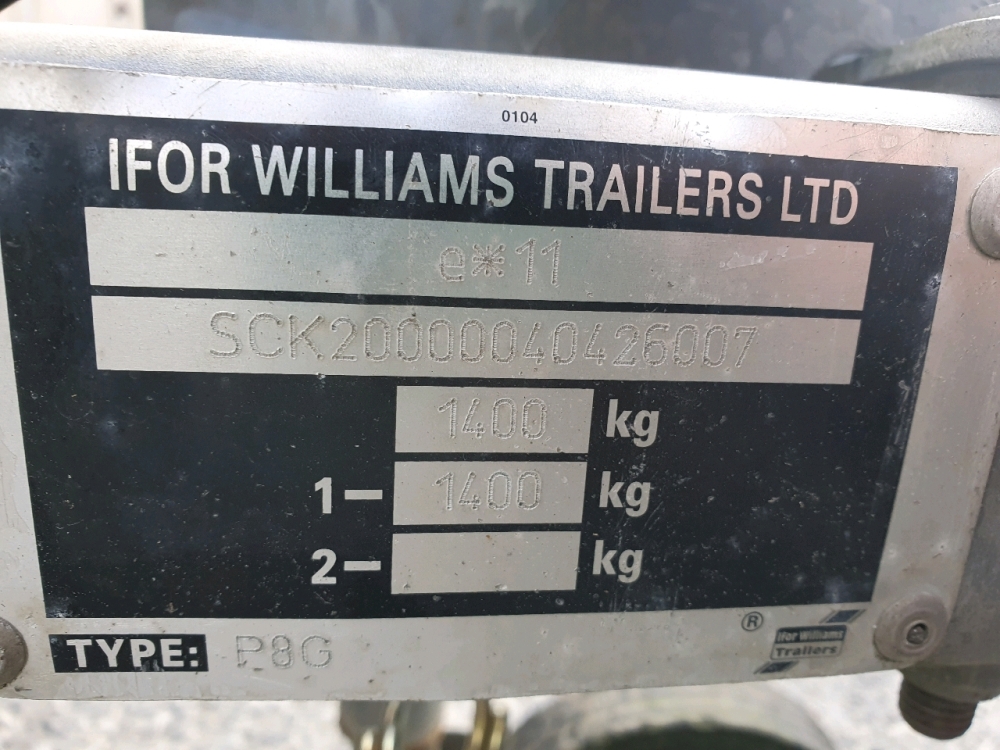 0104
IFOR WILLIAMS TRAILERS LTD
e*11
SCK20000040426007
1400 kg
1– 1400 kg
2– kg
TYPE: P8G
®
Ifor Williams
Trailers